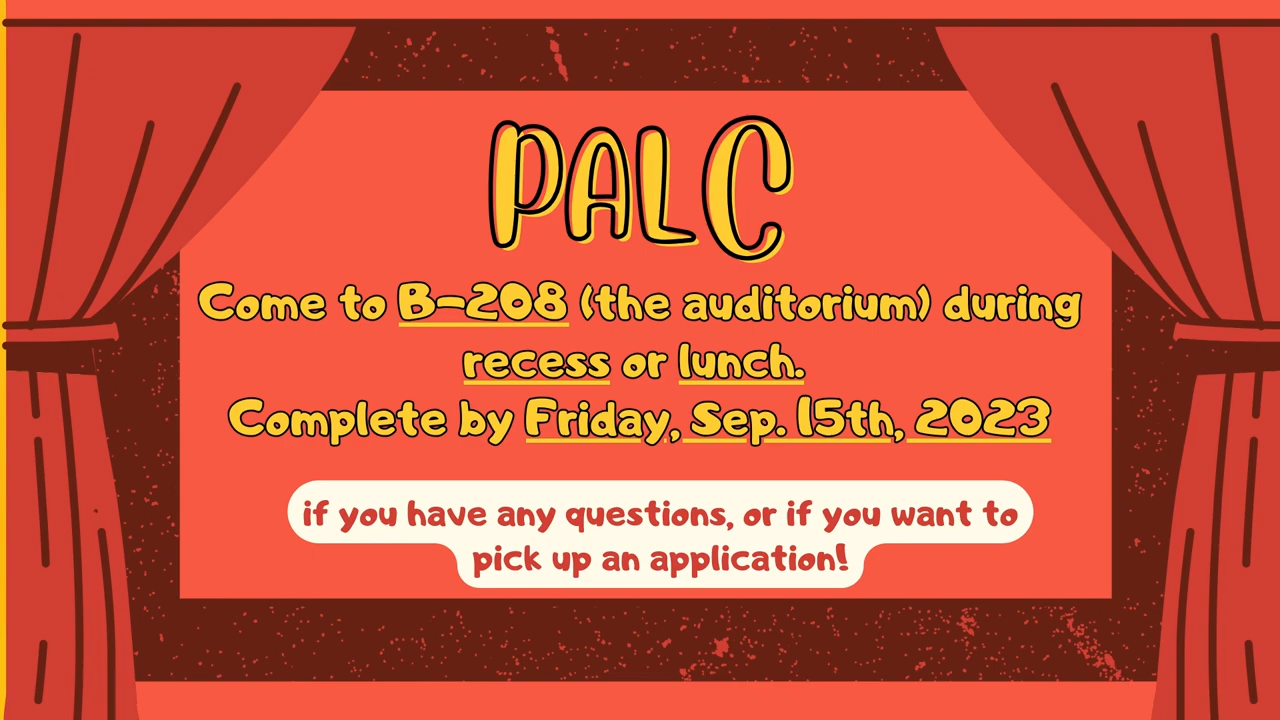 PALC
Come to B-208 (the auditorium) during
recess or lunch.
Complete by Friday, Sep. 15th, 2023
if you have any questions, or if you want to
pick up an application!